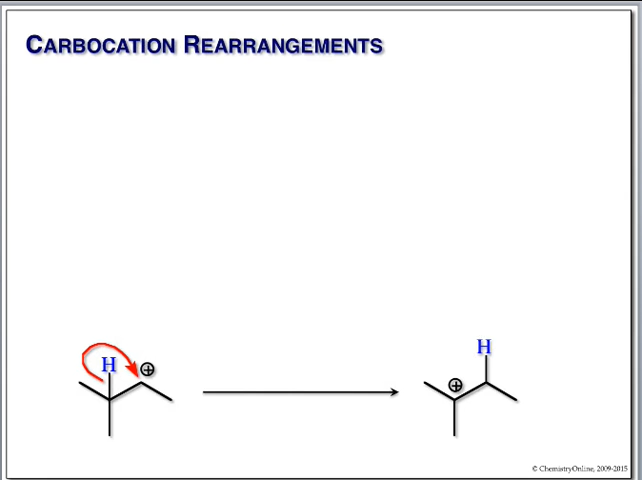 CARBOCATION REARRANGEMENTS
H
⊕
H
⊕
© ChemistryOnline, 2009-2015